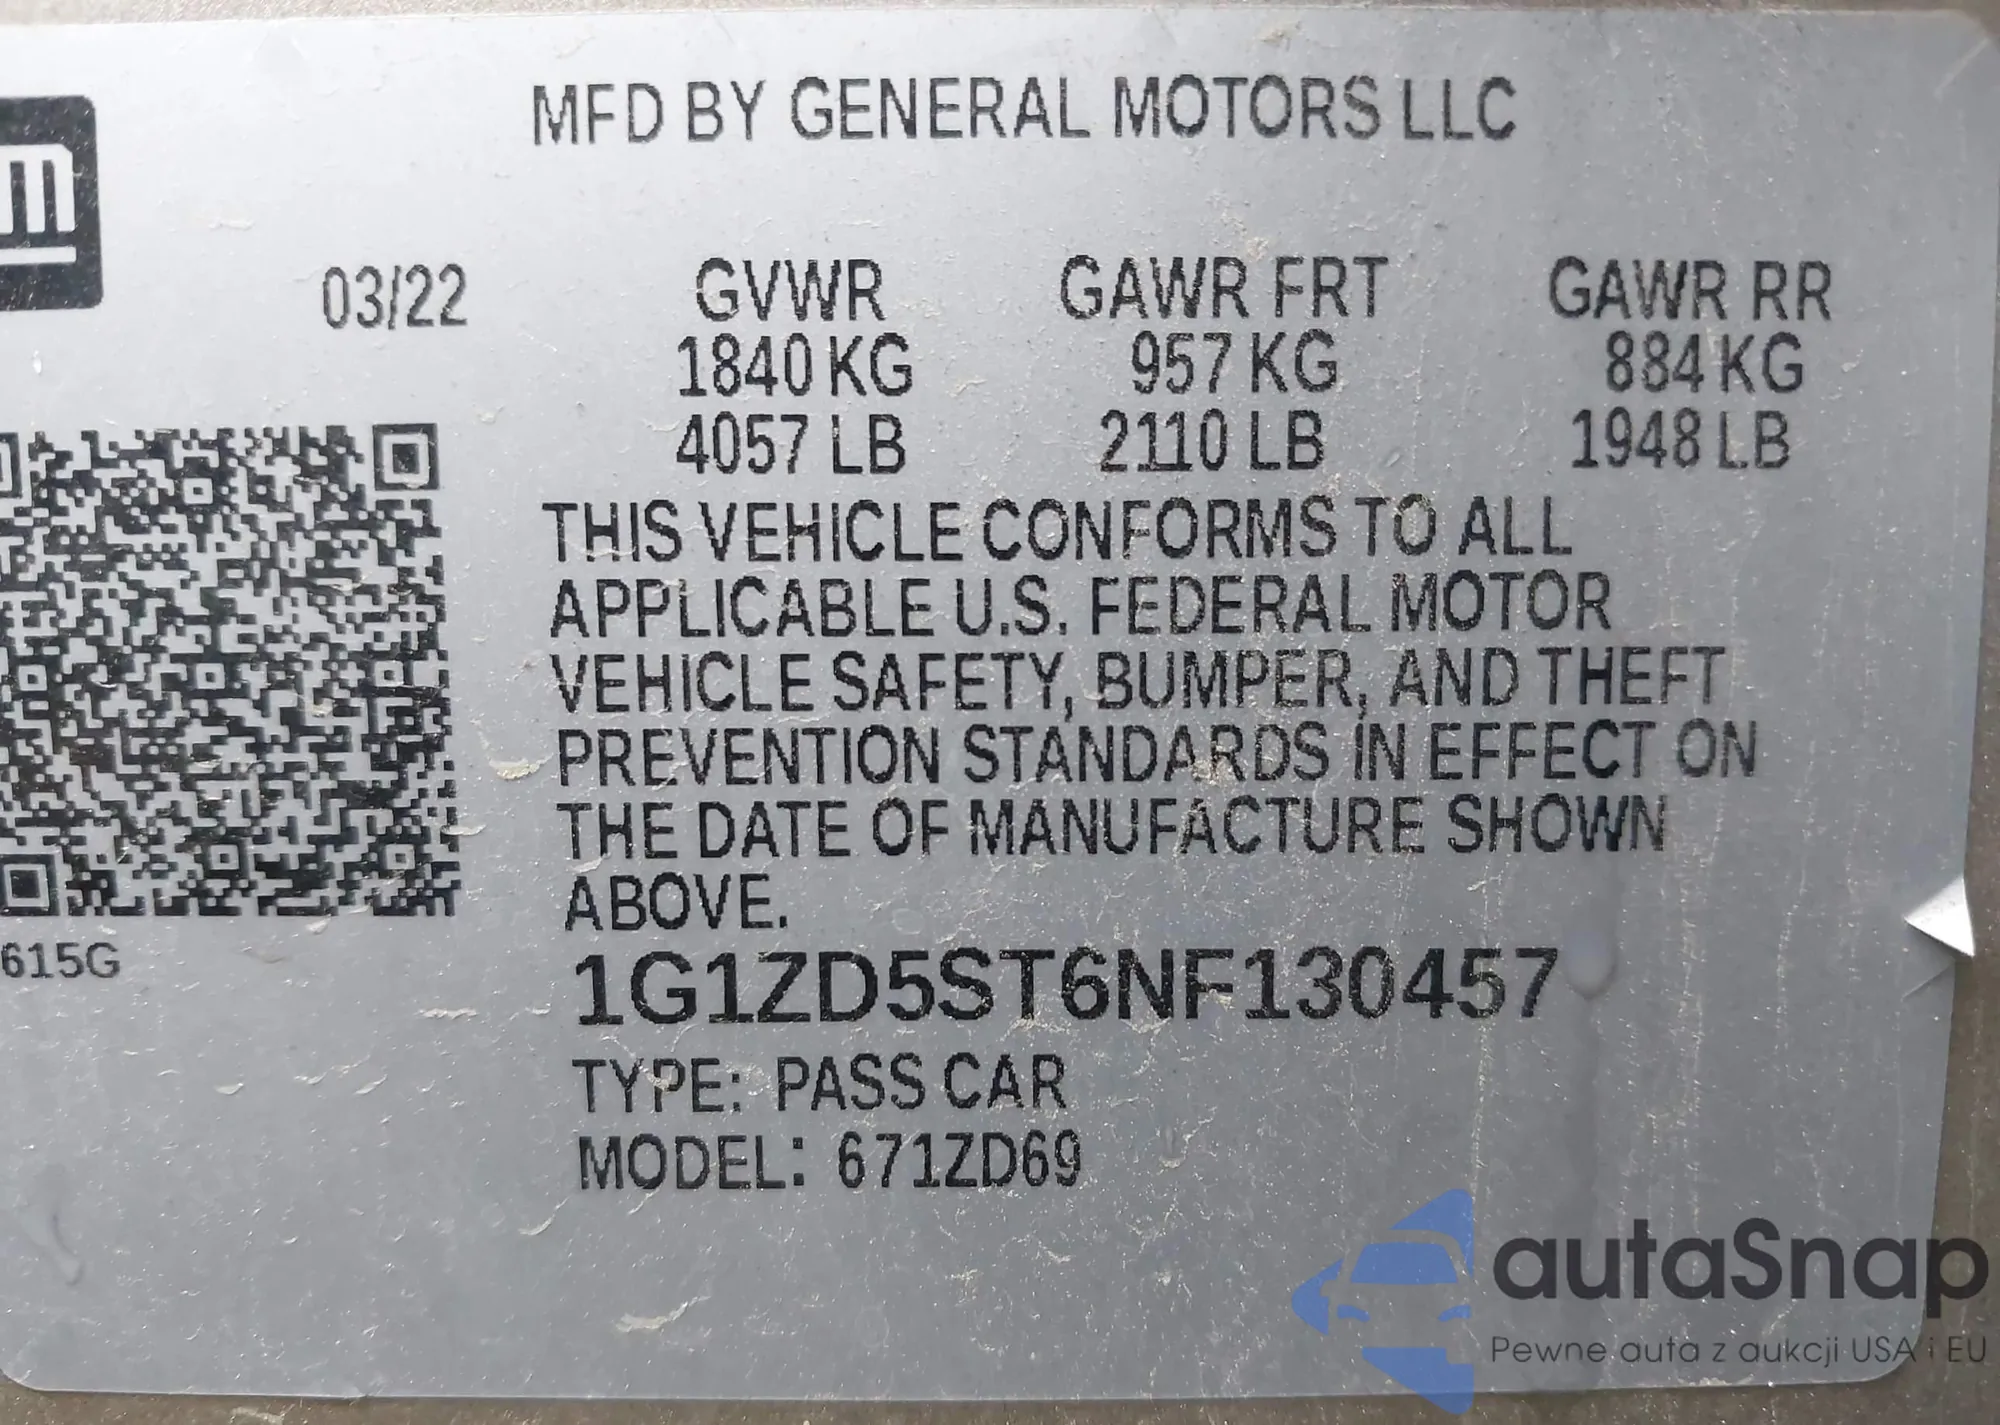 MFD BY GENERAL MOTORS LLC
03/22
GVWR GAWR FRT GAWR RR
1840 KG 957 KG 884 KG
4057 LB 2110 LB 1948 LB
THIS VEHICLE CONFORMS TO ALL
APPLICABLE U.S. FEDERAL MOTOR
VEHICLE SAFETY, BUMPER, AND THEFT
PREVENTION STANDARDS IN EFFECT ON
THE DATE OF MANUFACTURE SHOWN
ABOVE.
615G
1G1ZD5ST6NF130457
TYPE: PASS CAR
MODEL: 671ZD69
autaSnap
Pewne auta z aukcji USA i EU